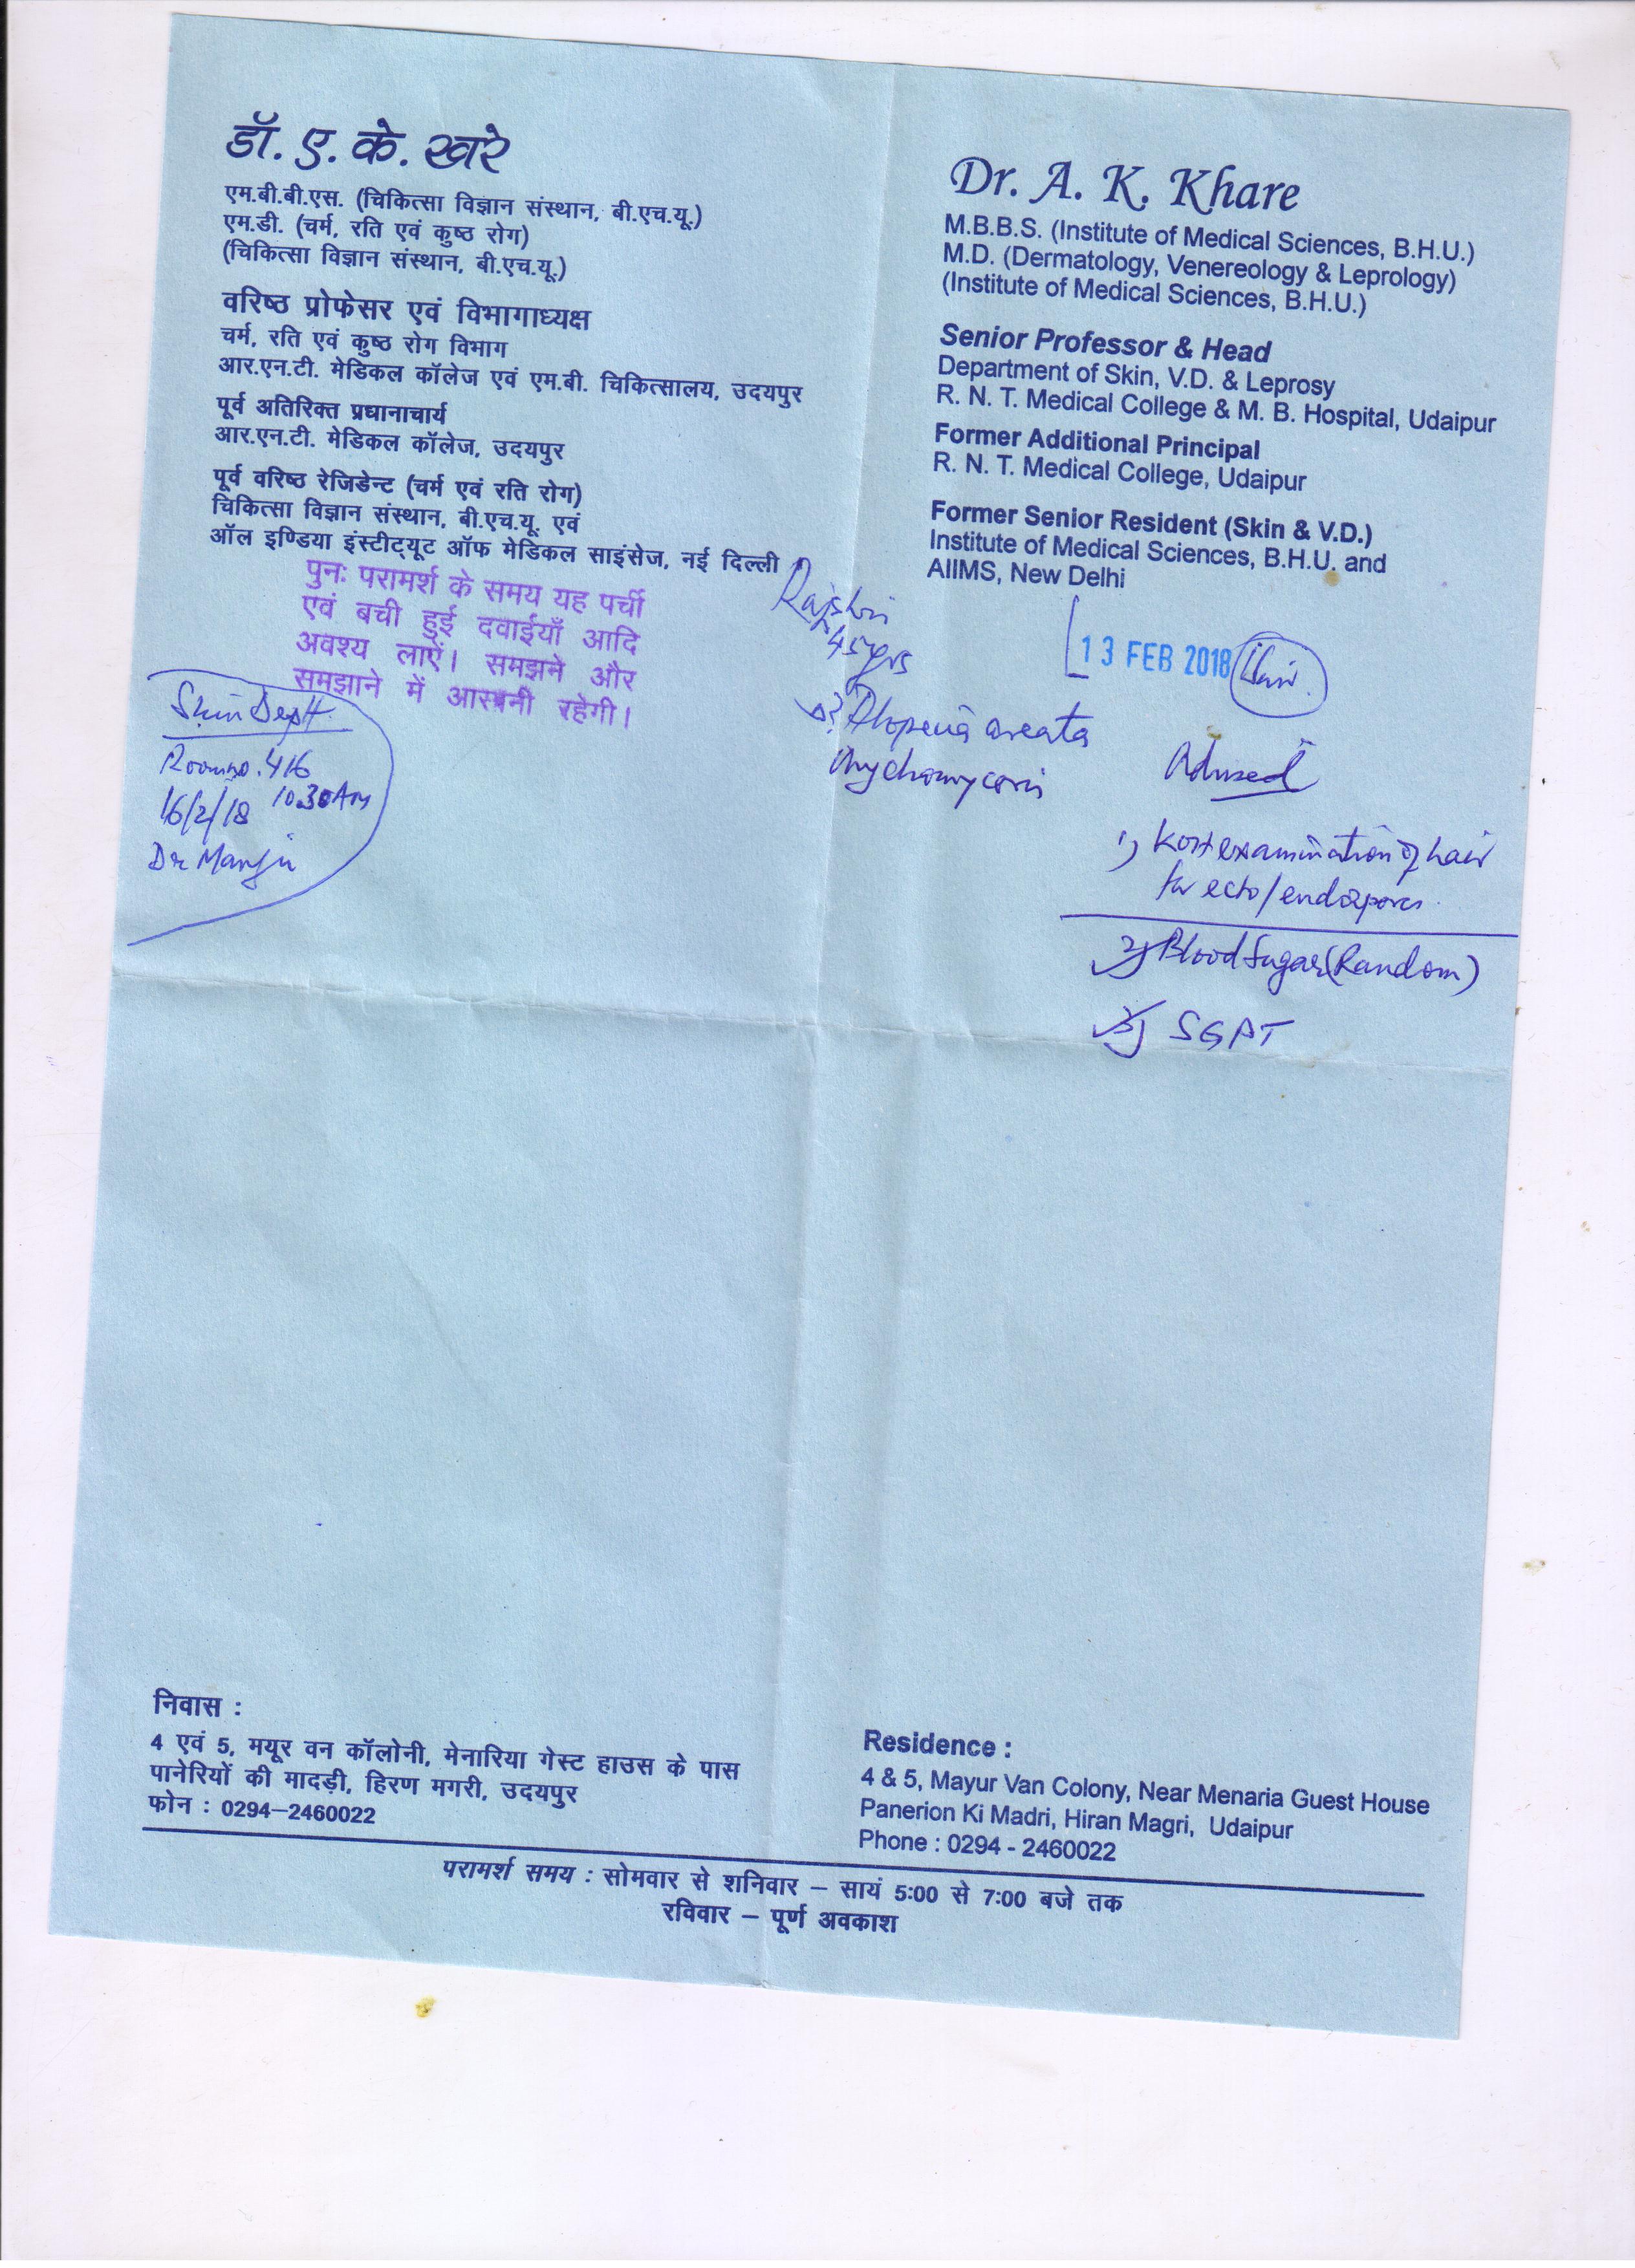 डॉ. ए. के. खरे
एम.बी.बी.एस. (चिकित्सा विज्ञान संस्थान, बी.एच.यू.)
एम.डी. (चर्म, रति एवं कुष्ठ रोग)
(चिकित्सा विज्ञान संस्थान, बी.एच.यू.)
वरिष्ठ प्रोफेसर एवं विभागाध्यक्ष
चर्म, रति एवं कुष्ठ रोग विभाग
आर.एन.टी. मेडिकल कॉलेज एवं एम.बी. चिकित्सालय, उदयपुर
पूर्व अतिरिक्त प्रधानाचार्य
आर.एन.टी. मेडिकल कॉलेज, उदयपुर
पूर्व वरिष्ठ रेजिडेन्ट (चर्म एवं रति रोग)
चिकित्सा विज्ञान संस्थान, बी.एच.यू. एवं
ऑल इण्डिया इंस्टीट्यूट ऑफ मेडिकल साइंसेज, नई दिल्ली
Dr. A. K. Khare
M.B.B.S. (Institute of Medical Sciences, B.H.U.)
M.D. (Dermatology, Venereology & Leprology)
(Institute of Medical Sciences, B.H.U.)
Senior Professor & Head
Department of Skin, V.D. & Leprosy
R. N. T. Medical College & M. B. Hospital, Udaipur
Former Additional Principal
R. N. T. Medical College, Udaipur
Former Senior Resident (Skin & V.D.)
Institute of Medical Sciences, B.H.U. and
AIIMS, New Delhi
पुनः परामर्श के समय यह पर्ची
एवं बची हुई दवाईयाँ आदि
अवश्य लाऐं। समझने और
समझाने में आसानी रहेगी।
Skin Deptt.
Room no. 416
16/2/18 10.30 Am
Dr Manju
45yrs
? Alopecia areata
13 FEB 2018
Advised
1) KOH examination of hair
for ecto/endospores
2) Blood Sugar (Random)
3) SGPT
निवास :
4 एवं 5, मयूर वन कॉलोनी, मेनारिया गेस्ट हाउस के पास
पानेरियों की मादड़ी, हिरण मगरी, उदयपुर
फोन : 0294–2460022
Residence :
4 & 5, Mayur Van Colony, Near Menaria Guest House
Panerion Ki Madri, Hiran Magri, Udaipur
Phone : 0294 - 2460022
परामर्श समय : सोमवार से शनिवार – सायं 5:00 से 7:00 बजे तक
रविवार – पूर्ण अवकाश